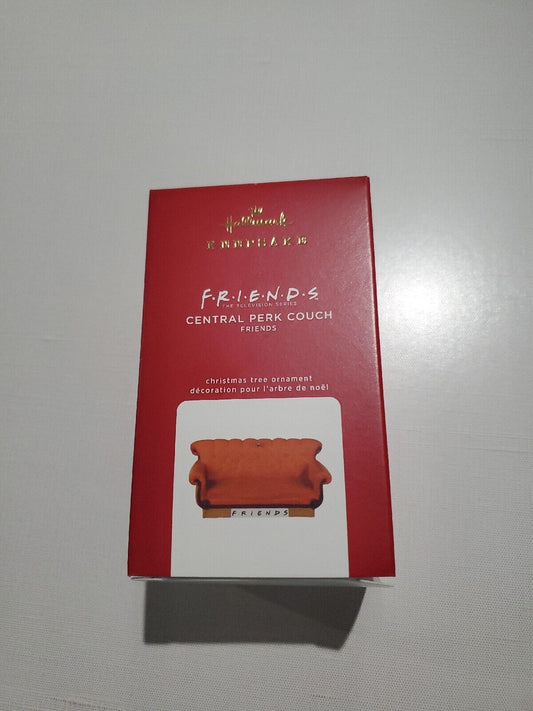 Hallmark
KEEPSAKE
F·R·I·E·N·D·S
THE TELEVISION SERIES
CENTRAL PERK COUCH
FRIENDS
christmas tree ornament
décoration pour l'arbre de noël
FRIENDS